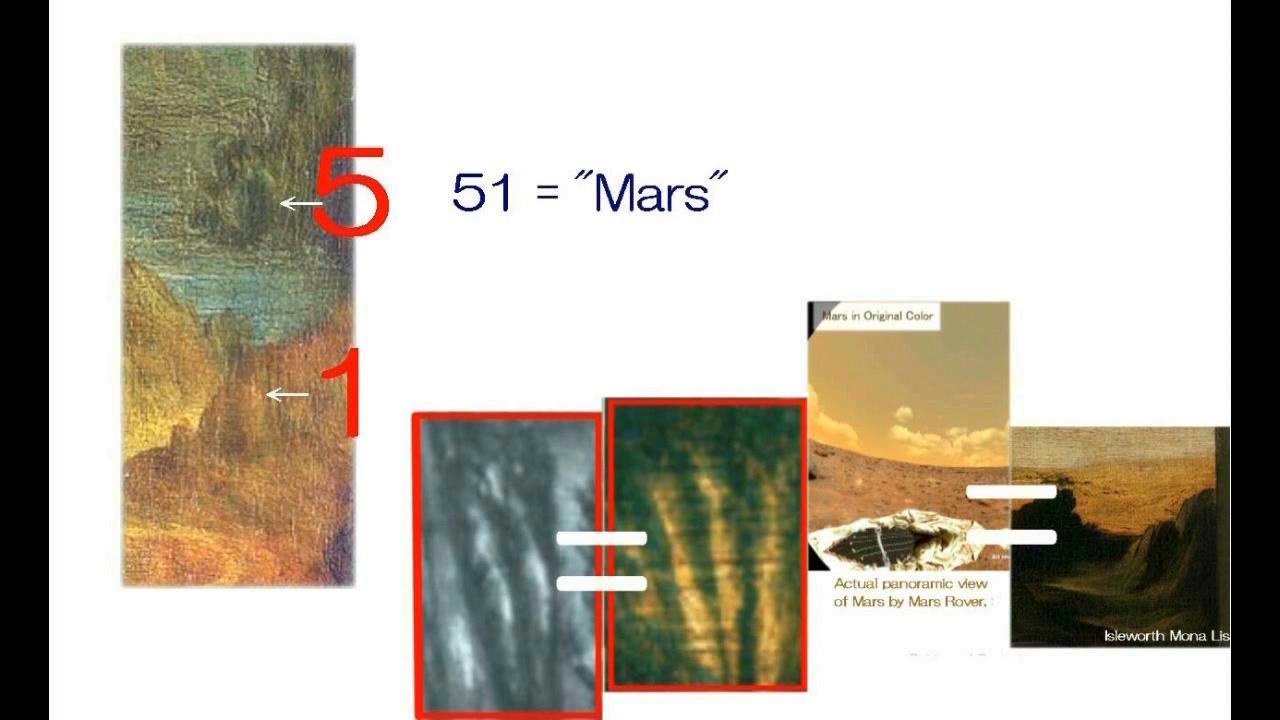 5
51 = "Mars"
1
Mars in Original Color
Actual panoramic view
of Mars by Mars Rover,
Isleworth Mona Lis